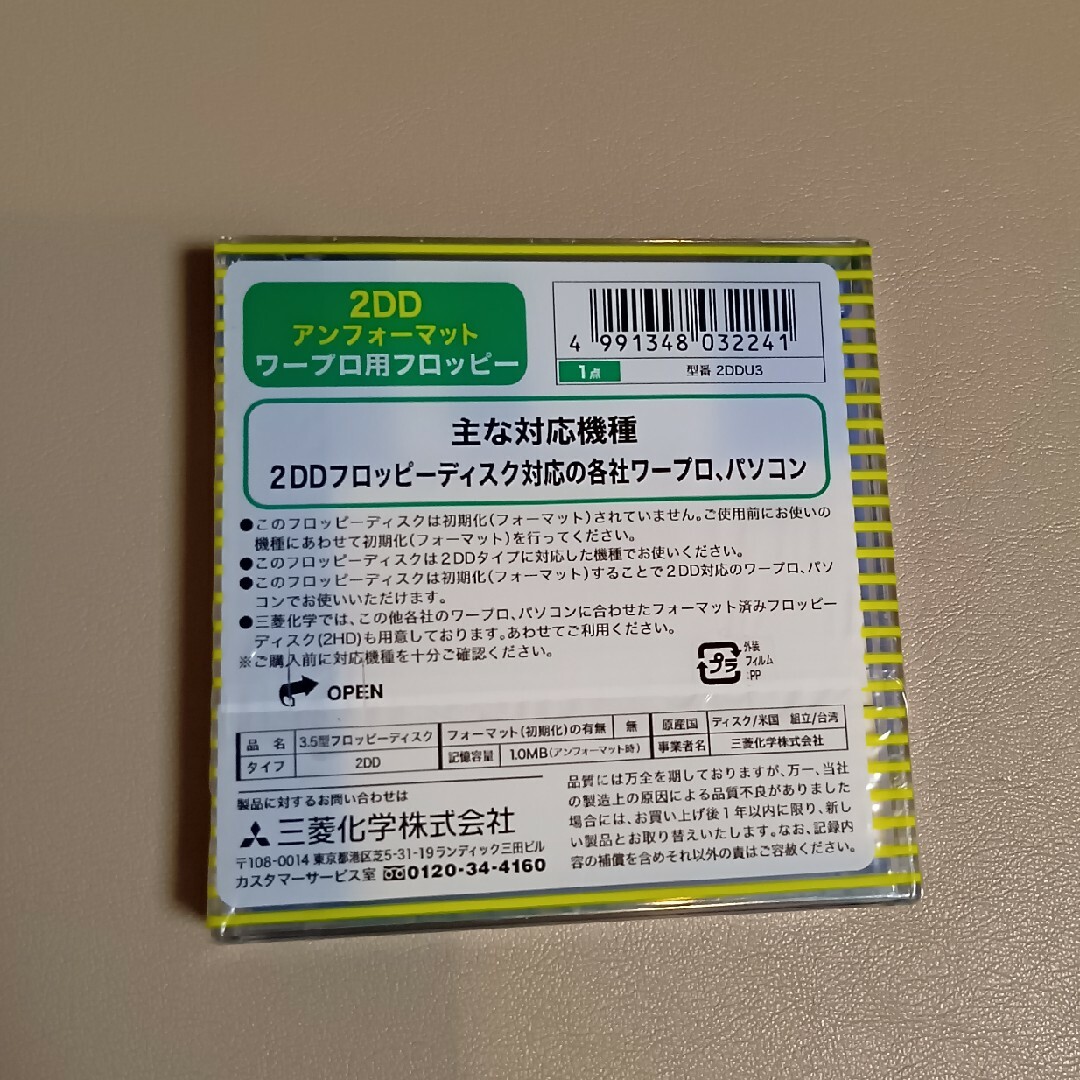 2DD
アンフォーマット
ワープロ用フロッピー
4 991348 032241
1点
型番 2DDU3
主な対応機種
2DDフロッピーディスク対応の各社ワープロ、パソコン
●このフロッピーディスクは初期化(フォーマット)されていません。ご使用前にお使いの
機種にあわせて初期化(フォーマット)を行ってください。
●このフロッピーディスクは2DDタイプに対応した機種でお使いください。
●このフロッピーディスクは初期化(フォーマット)することで2DD対応のワープロ、パソ
コンでお使いいただけます。
●三菱化学では、この他各社のワープロ、パソコンに合わせたフォーマット済みフロッピー
ディスク(2HD)も用意しております。あわせてご利用ください。
※ご購入前に対応機種を十分ご確認ください。
プラ
外装
フィルム
:PP
OPEN
品 名 3.5型フロッピーディスク フォーマット(初期化)の有無 無 原産国 ディスク/米国 組立/台湾
タイプ 2DD 記憶容量 1.0MB(アンフォーマット時) 事業者名 三菱化学株式会社
製品に対するお問い合わせは
三菱化学株式会社
〒108-0014 東京都港区芝5-31-19 ランディック三田ビル
カスタマーサービス室 0120-34-4160
品質には万全を期しておりますが、万一、当社
の製造上の原因による品質不良がありました
場合には、お買い上げ後1年以内に限り、新し
い製品とお取り替えいたします。なお、記録内
容の補償を含めそれ以外の責はご容赦ください。